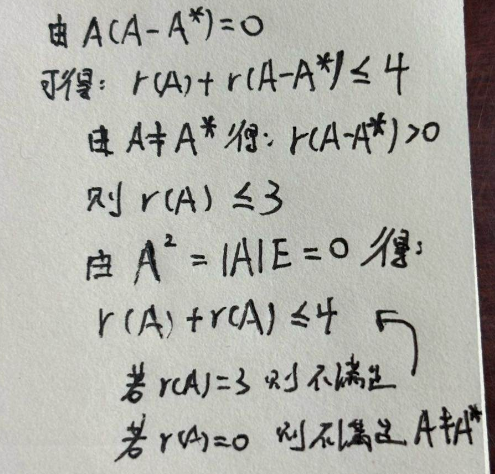 由 A(A-A*)=0
可得: r(A)+r(A-A*)≤4
由 A≠A* 得: r(A-A*)>0
则 r(A)≤3
由 A²=|A|E=0 得:
r(A)+r(A)≤4
若 r(A)=3 则不满足
若 r(A)=0 则不满足 A≠A*